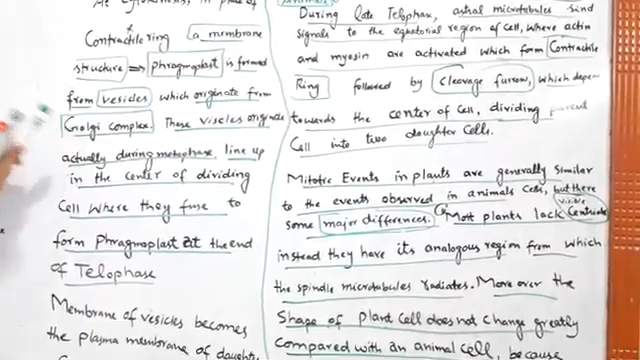 At Cytokinesis, in place of
Contractile ring (a membrane
structure ⇒ phragmoplast is formed
from vesicles which originate from
Golgi complex. These viscles originate
actually during metaphase, line up
in the center of dividing
Cell where they fuse to
form phragmoplast at the end
of Telophase
Membrane of vesicles becomes
the plasma membrane of daught
During late Telophax, astral microtubules sind
signals to the equatorial region of cell, where actin
and myosin are activated which form Contractile
Ring followed by cleavage furrow, which depen
towards the center of cell, dividing parent
Cell into two daughter cells.
Mitotic Events in plants are generally similar
to the events observed in animals cells, but there
some major differences. Most plants lack visible Centriole
instead they have its analogous region from which
the spindle microtubules radiates. More over the
Shape of plant cell does not change greatly
Compared with an animal cell, because